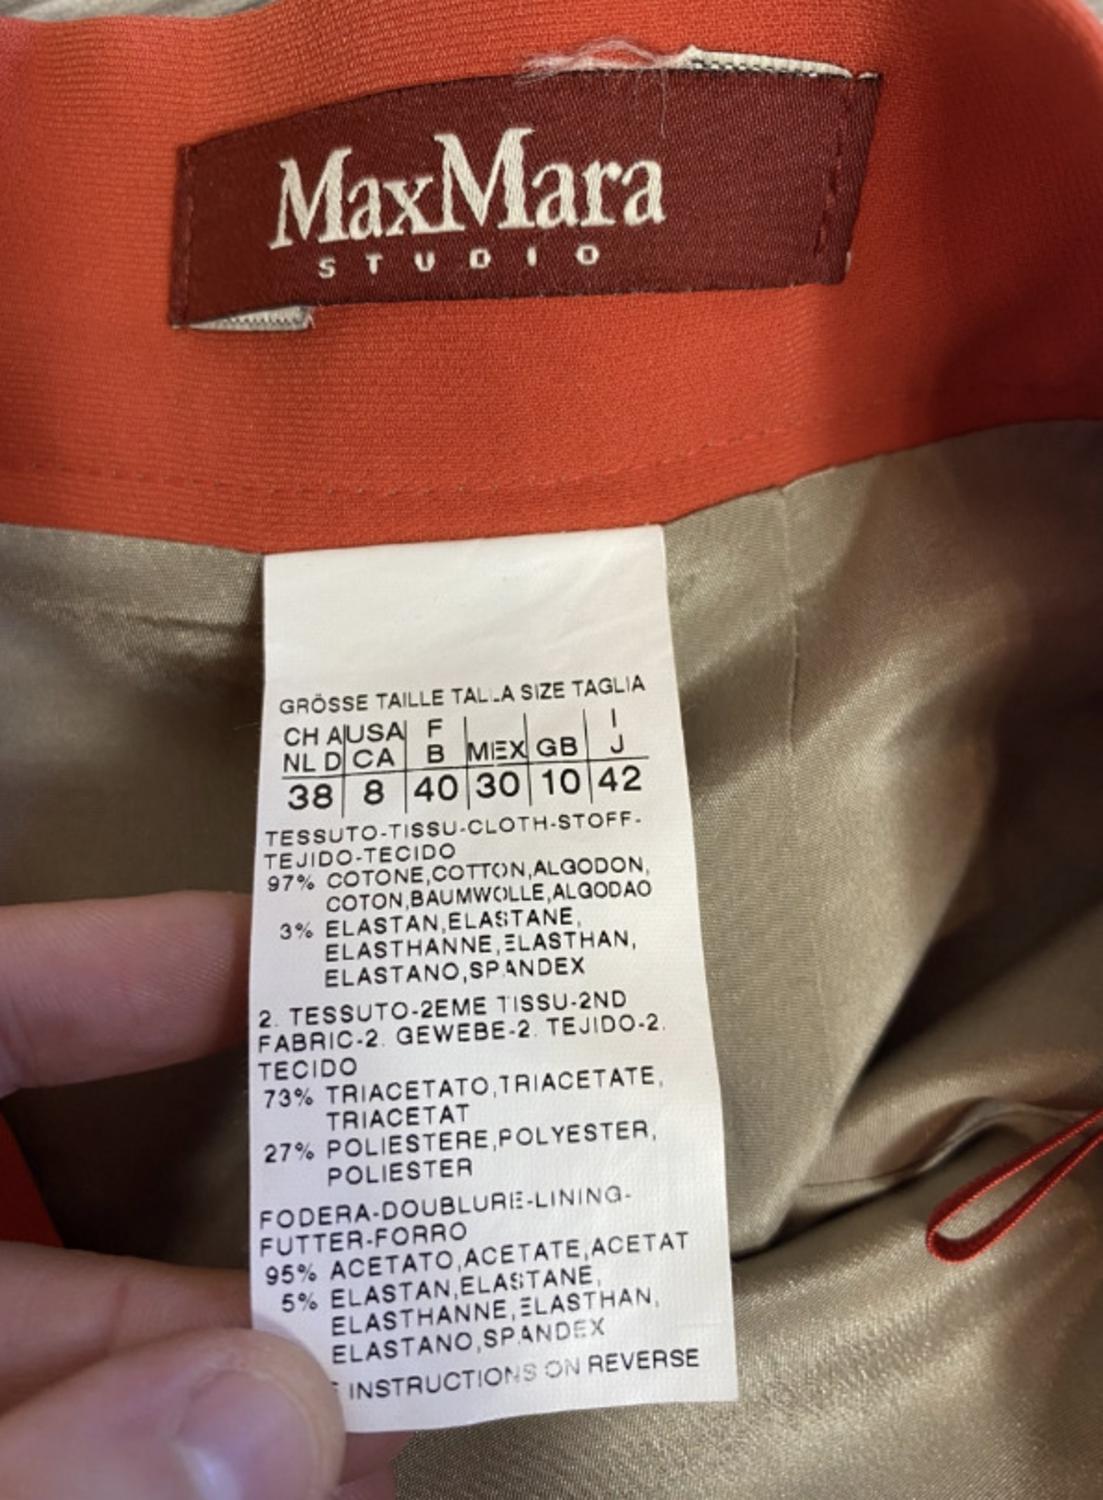 MaxMara
STUDIO
GRÖSSE TAILLE TALLA SIZE TAGLIA
CH A USA F I
NL D CA B MEX GB J
38 8 40 30 10 42
TESSUTO-TISSU-CLOTH-STOFF-
TEJIDO-TECIDO
97% COTONE,COTTON,ALGODON,
COTON,BAUMWOLLE,ALGODAO
3% ELASTAN,ELASTANE,
ELASTHANNE,ELASTHAN,
ELASTANO,SPANDEX
2. TESSUTO-2EME TISSU-2ND
FABRIC-2. GEWEBE-2. TEJIDO-2.
TECIDO
73% TRIACETATO,TRIACETATE,
TRIACETAT
27% POLIESTERE,POLYESTER,
POLIESTER
FODERA-DOUBLURE-LINING-
FUTTER-FORRO
95% ACETATO,ACETATE,ACETAT
5% ELASTAN,ELASTANE,
ELASTHANNE,ELASTHAN,
ELASTANO,SPANDEX
INSTRUCTIONS ON REVERSE